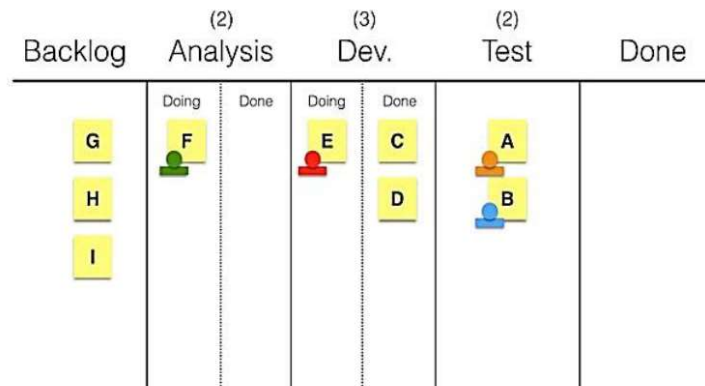 (2) (3) (2)
Backlog Analysis Dev. Test Done
Doing Done Doing Done
G F E C A
H D B
I